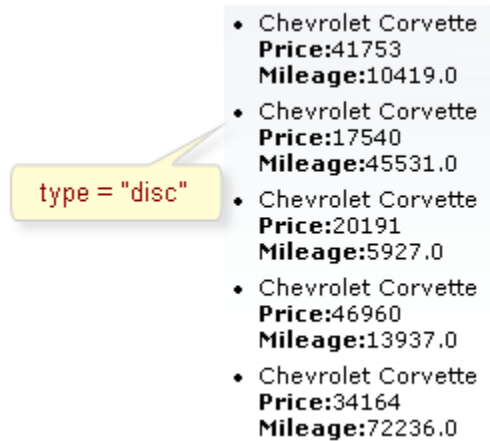 Chevrolet Corvette
Price:41753
Mileage:10419.0
Chevrolet Corvette
Price:17540
Mileage:45531.0
type = "disc"
Chevrolet Corvette
Price:20191
Mileage:5927.0
Chevrolet Corvette
Price:46960
Mileage:13937.0
Chevrolet Corvette
Price:34164
Mileage:72236.0